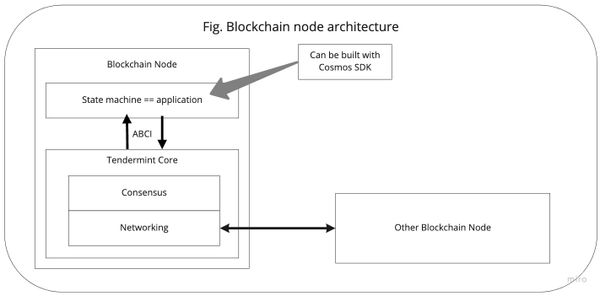 Fig. Blockchain node architecture
Can be built with
Cosmos SDK
Blockchain Node
State machine == application
ABCI
Tendermint Core
Consensus
Networking
Other Blockchain Node
miro